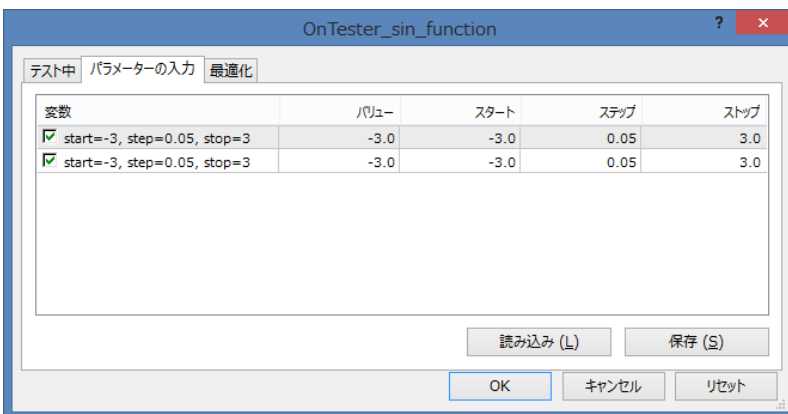 OnTester_sin_function ? ×
テスト中 パラメーターの入力 最適化
変数 バリュー スタート ステップ ストップ
start=-3, step=0.05, stop=3 -3.0 -3.0 0.05 3.0
start=-3, step=0.05, stop=3 -3.0 -3.0 0.05 3.0
読み込み (L) 保存 (S)
OK キャンセル リセット